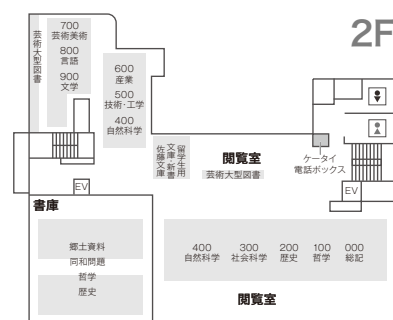 2F
700
芸術美術
800
言語
900
文学
芸術大型図書
600
産業
500
技術・工学
400
自然科学
留学生用
文庫・新書
佐藤文庫
閲覧室
芸術大型図書
ケータイ
電話ボックス
EV
EV
書庫
郷土資料
同和問題
哲学
歴史
400
自然科学
300
社会科学
200
歴史
100
哲学
000
総記
閲覧室